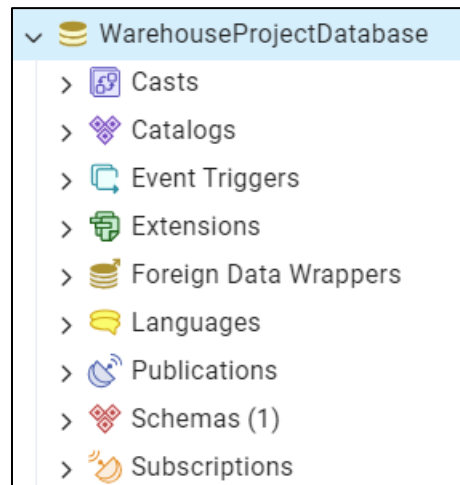 WarehouseProjectDatabase
Casts
Catalogs
Event Triggers
Extensions
Foreign Data Wrappers
Languages
Publications
Schemas (1)
Subscriptions